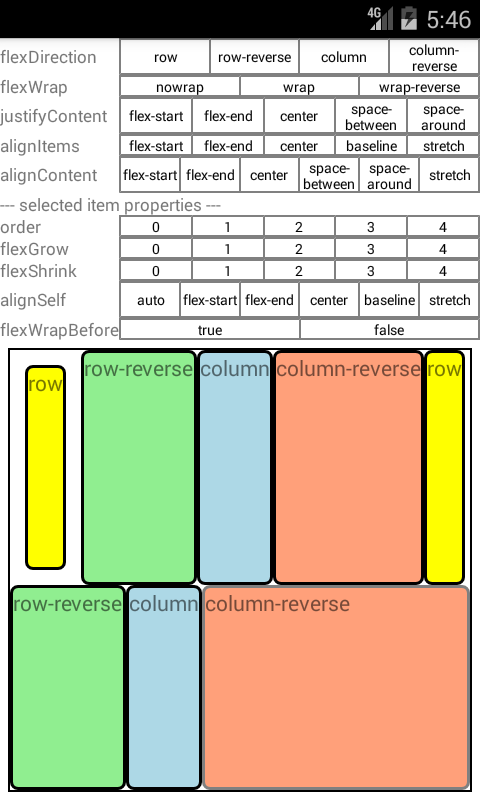 4G 5:46
flexDirection row row-reverse column column-reverse
flexWrap nowrap wrap wrap-reverse
justifyContent flex-start flex-end center space-between space-around
alignItems flex-start flex-end center baseline stretch
alignContent flex-start flex-end center space-between space-around stretch
--- selected item properties ---
order 0 1 2 3 4
flexGrow 0 1 2 3 4
flexShrink 0 1 2 3 4
alignSelf auto flex-start flex-end center baseline stretch
flexWrapBefore true false
row row-reverse column column-reverse row
row-reverse column column-reverse